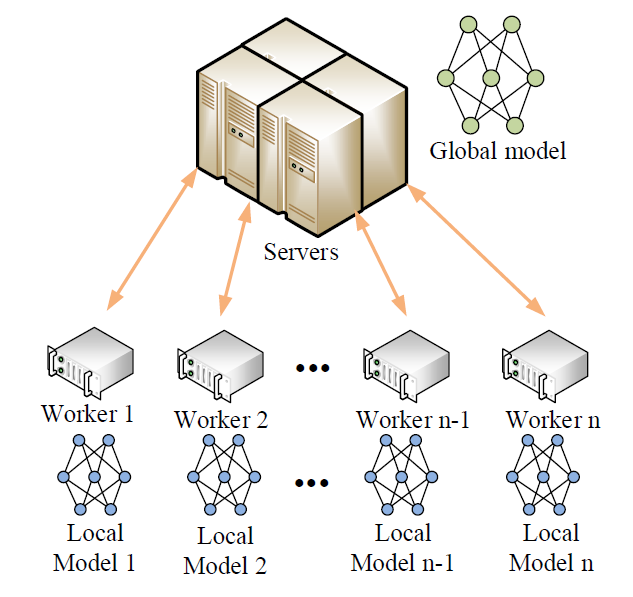 Global model
Servers
Worker 1
Worker 2
Worker n-1
Worker n
Local
Model 1
Local
Model 2
Local
Model n-1
Local
Model n